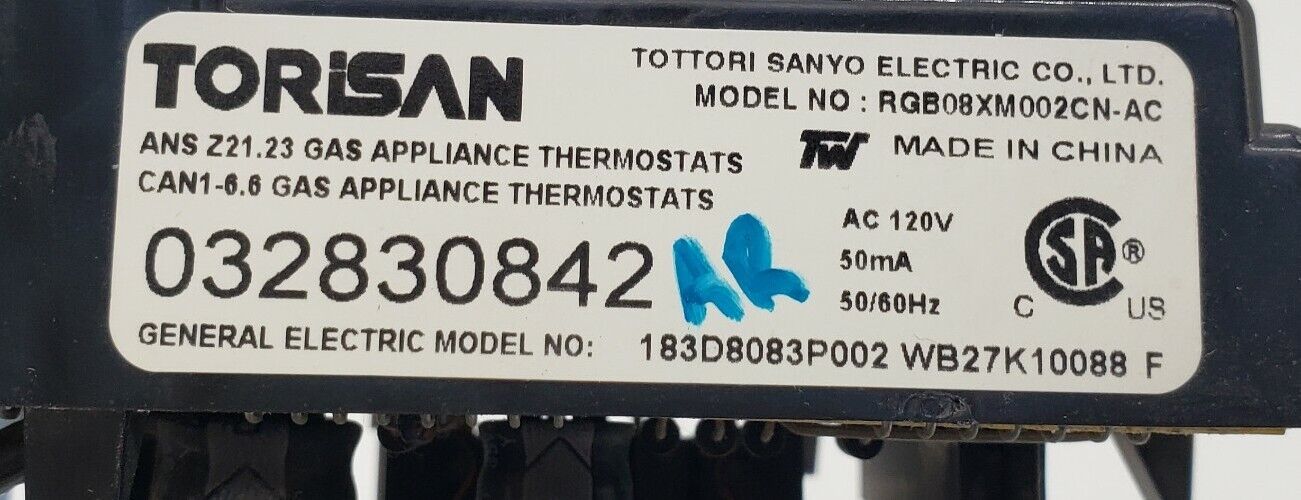 TORiSAN
TOTTORI SANYO ELECTRIC CO., LTD.
MODEL NO : RGB08XM002CN-AC
ANS Z21.23 GAS APPLIANCE THERMOSTATS
TW MADE IN CHINA
CAN1-6.6 GAS APPLIANCE THERMOSTATS
AC 120V
50mA
50/60Hz
C SA ® C US
032830842
GENERAL ELECTRIC MODEL NO: 183D8083P002 WB27K10088 F